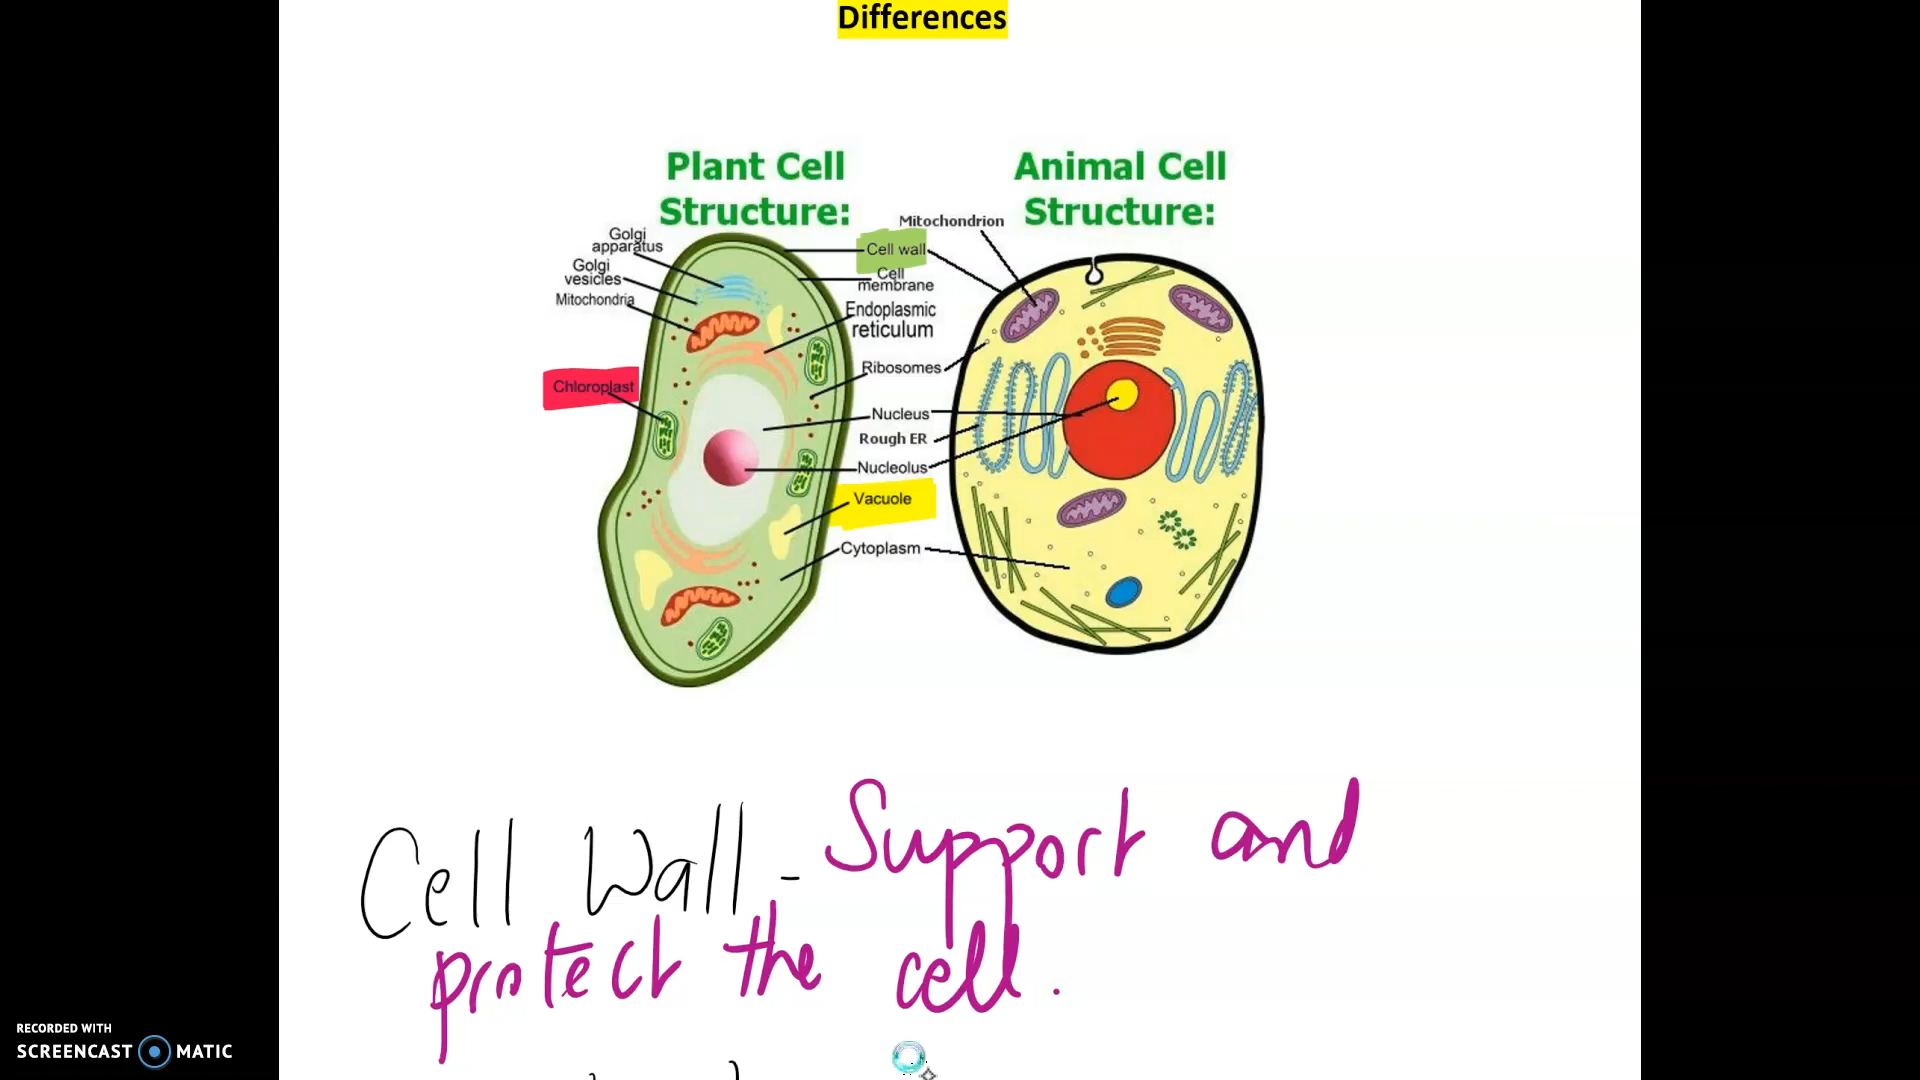 Differences
Plant Cell
Structure:
Animal Cell
Structure:
Mitochondrion
Golgi
apparatus
Golgi
vesicles
Mitochondria
Chloroplast
Cell wall
Cell
membrane
Endoplasmic
reticulum
Ribosomes
Nucleus
Rough ER
Nucleolus
Vacuole
Cytoplasm
Cell Wall - Support and
protect the cell.
RECORDED WITH
SCREENCAST MATIC